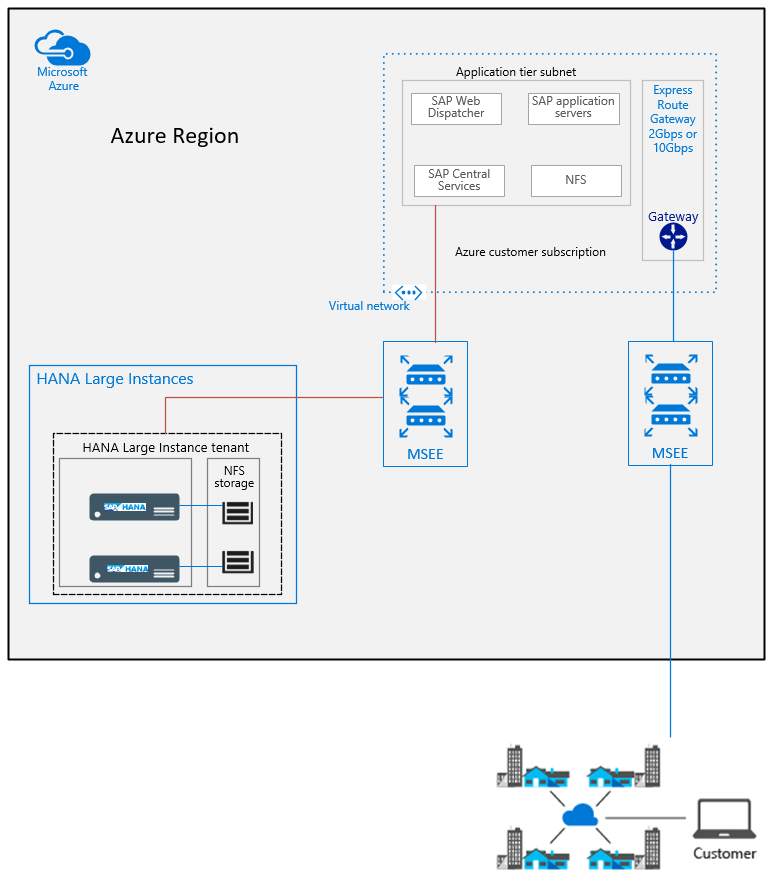 Microsoft
Azure
Azure Region
Application tier subnet
SAP Web
Dispatcher
SAP application
servers
SAP Central
Services
NFS
Express
Route
Gateway
2Gbps or
10Gbps
Gateway
Azure customer subscription
Virtual network
HANA Large Instances
HANA Large Instance tenant
NFS
storage
SAP HANA
SAP HANA
MSEE
MSEE
Customer